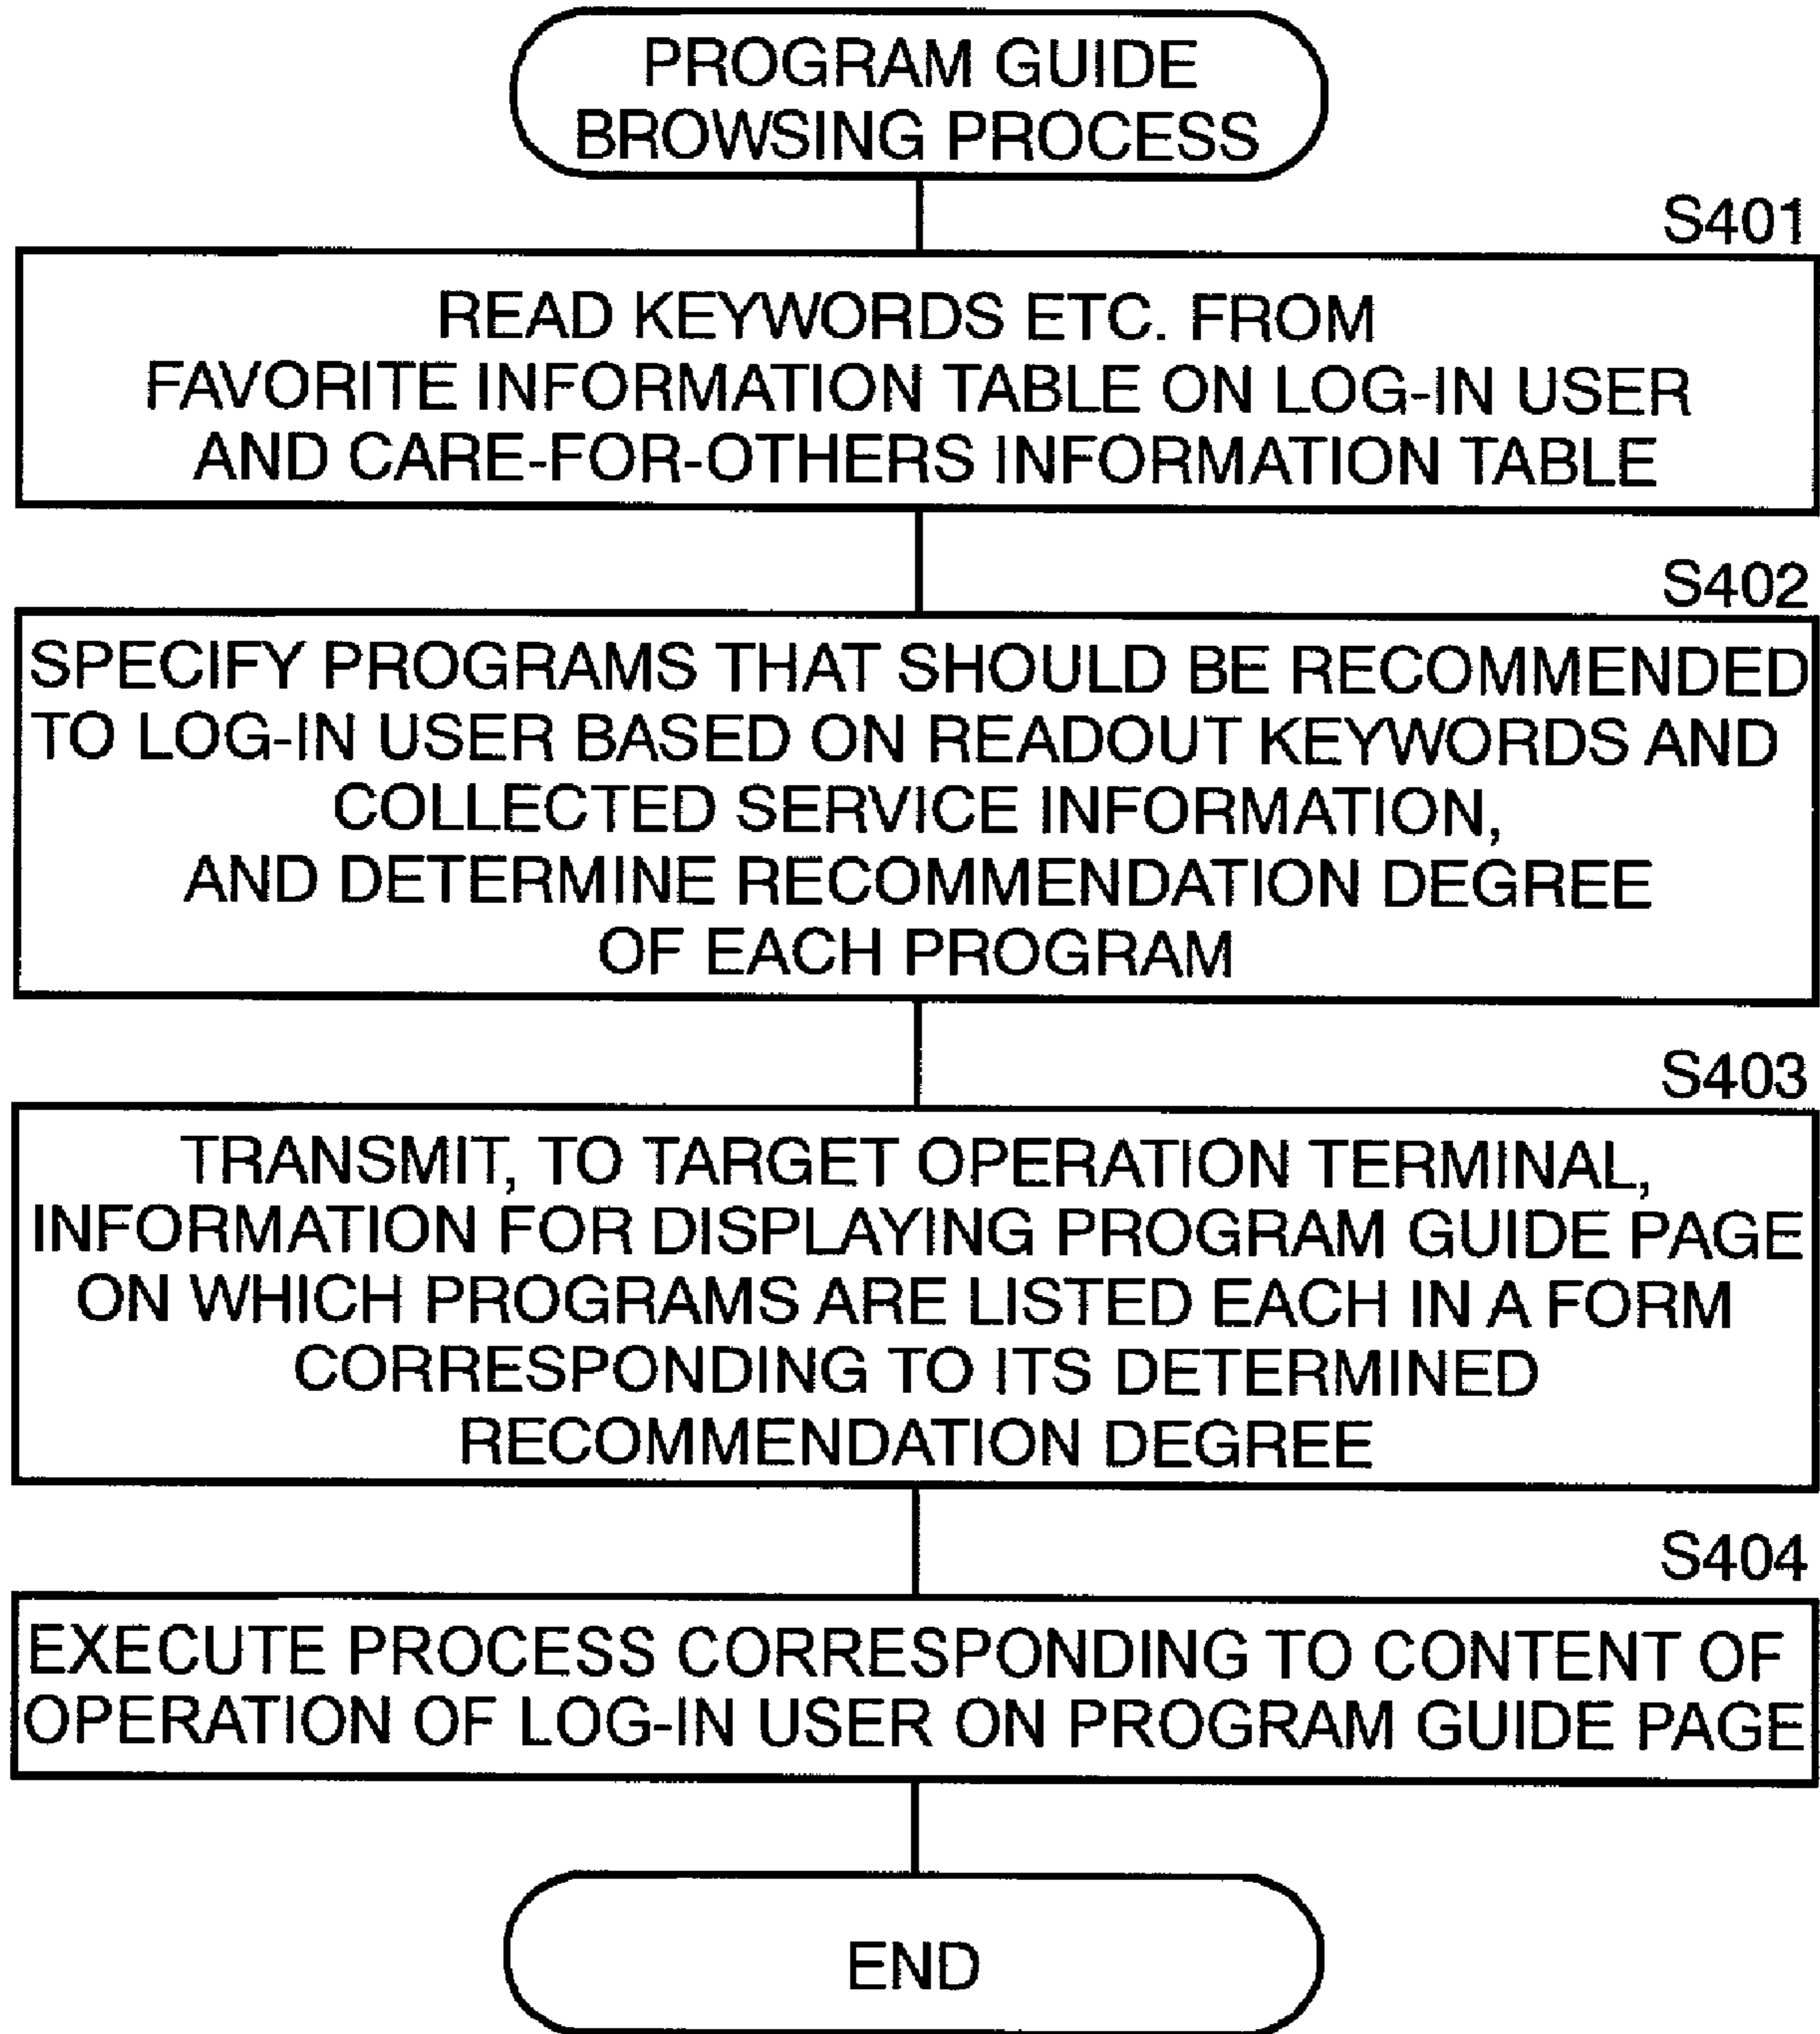 PROGRAM GUIDE
BROWSING PROCESS
S401
READ KEYWORDS ETC. FROM
FAVORITE INFORMATION TABLE ON LOG-IN USER
AND CARE-FOR-OTHERS INFORMATION TABLE
S402
SPECIFY PROGRAMS THAT SHOULD BE RECOMMENDED
TO LOG-IN USER BASED ON READOUT KEYWORDS AND
COLLECTED SERVICE INFORMATION,
AND DETERMINE RECOMMENDATION DEGREE
OF EACH PROGRAM
S403
TRANSMIT, TO TARGET OPERATION TERMINAL,
INFORMATION FOR DISPLAYING PROGRAM GUIDE PAGE
ON WHICH PROGRAMS ARE LISTED EACH IN A FORM
CORRESPONDING TO ITS DETERMINED
RECOMMENDATION DEGREE
S404
EXECUTE PROCESS CORRESPONDING TO CONTENT OF
OPERATION OF LOG-IN USER ON PROGRAM GUIDE PAGE
END